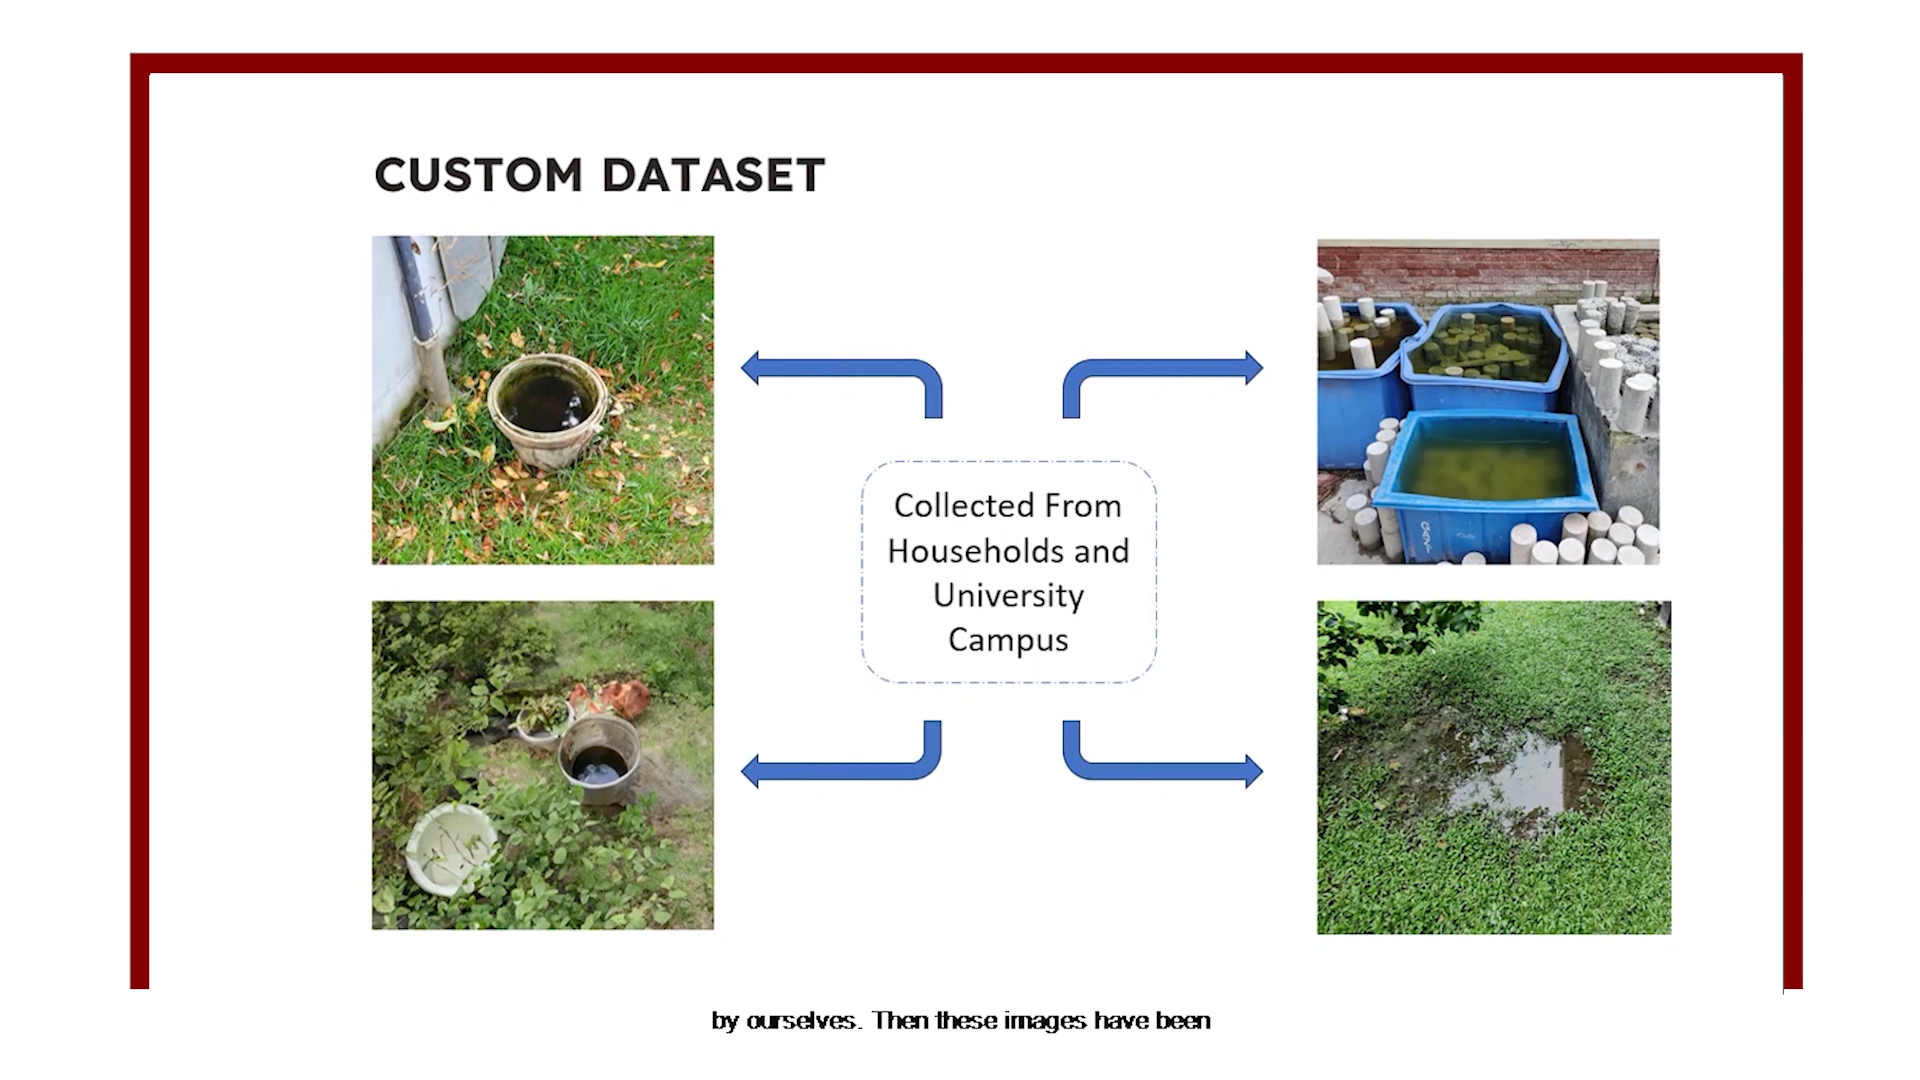 CUSTOM DATASET
Collected From
Households and
University
Campus
by ourselves. Then these images have been